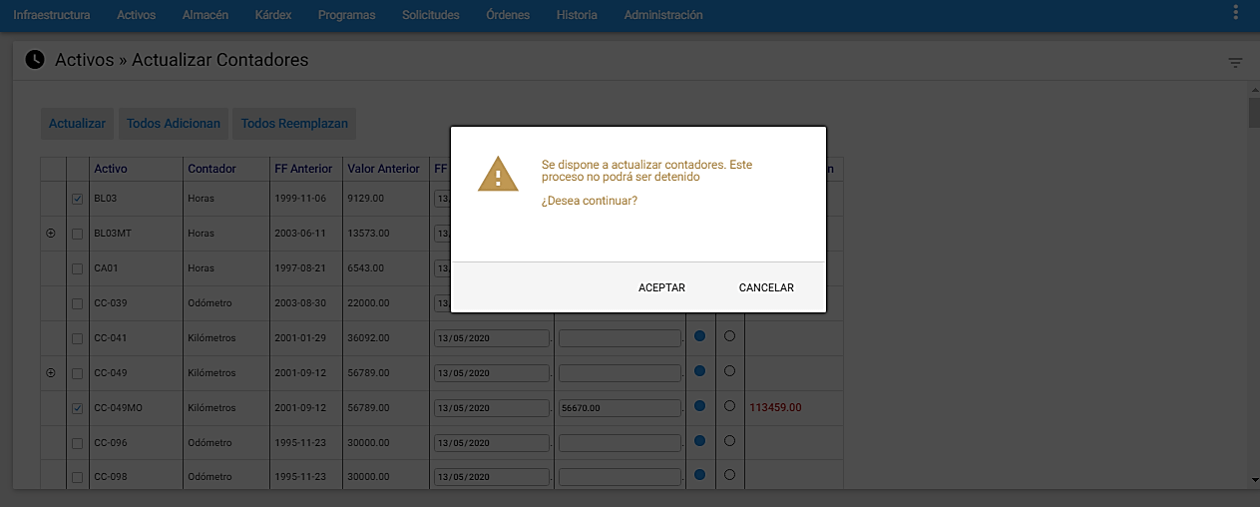 Infraestructura Activos Almacén Kárdex Programas Solicitudes Órdenes Historia Administración
Activos » Actualizar Contadores
Actualizar Todos Adicionan Todos Reemplazan
Se dispone a actualizar contadores. Este
proceso no podrá ser detenido
¿Desea continuar?
ACEPTAR CANCELAR
Activo Contador FF Anterior Valor Anterior FF
BL03 Horas 1999-11-06 9129.00 13/
BL03MT Horas 2003-06-11 13573.00 13/
CA01 Horas 1997-08-21 6543.00 13/
CC-039 Odómetro 2003-08-30 22000.00 13/
CC-041 Kilómetros 2001-01-29 36092.00 13/05/2020
CC-049 Kilómetros 2001-09-12 56789.00 13/05/2020
CC-049MO Kilómetros 2001-09-12 56789.00 13/05/2020 56670.00 113459.00
CC-096 Odómetro 1995-11-23 30000.00 13/05/2020
CC-098 Odómetro 1995-11-23 30000.00 13/05/2020